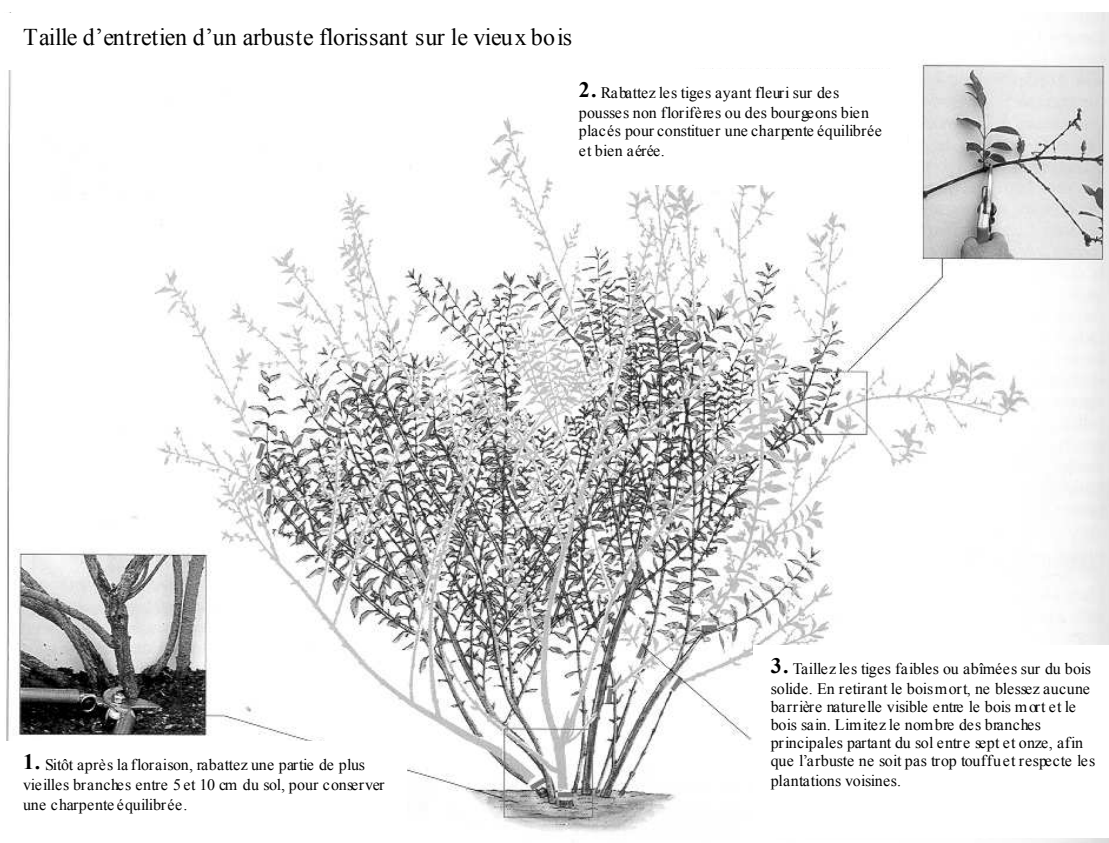 Taille d'entretien d'un arbuste florissant sur le vieux bois
2. Rabattez les tiges ayant fleuri sur des
pousses non florifères ou des bourgeons bien
placés pour constituer une charpente équilibrée
et bien aérée.
1. Sitôt après la floraison, rabattez une partie de plus
vieilles branches entre 5 et 10 cm du sol, pour conserver
une charpente équilibrée.
3. Taillez les tiges faibles ou abîmées sur du bois
solide. En retirant le bois mort, ne blessez aucune
barrière naturelle visible entre le bois mort et le
bois sain. Limitez le nombre des branches
principales partant du sol entre sept et onze, afin
que l'arbuste ne soit pas trop touffu et respecte les
plantations voisines.